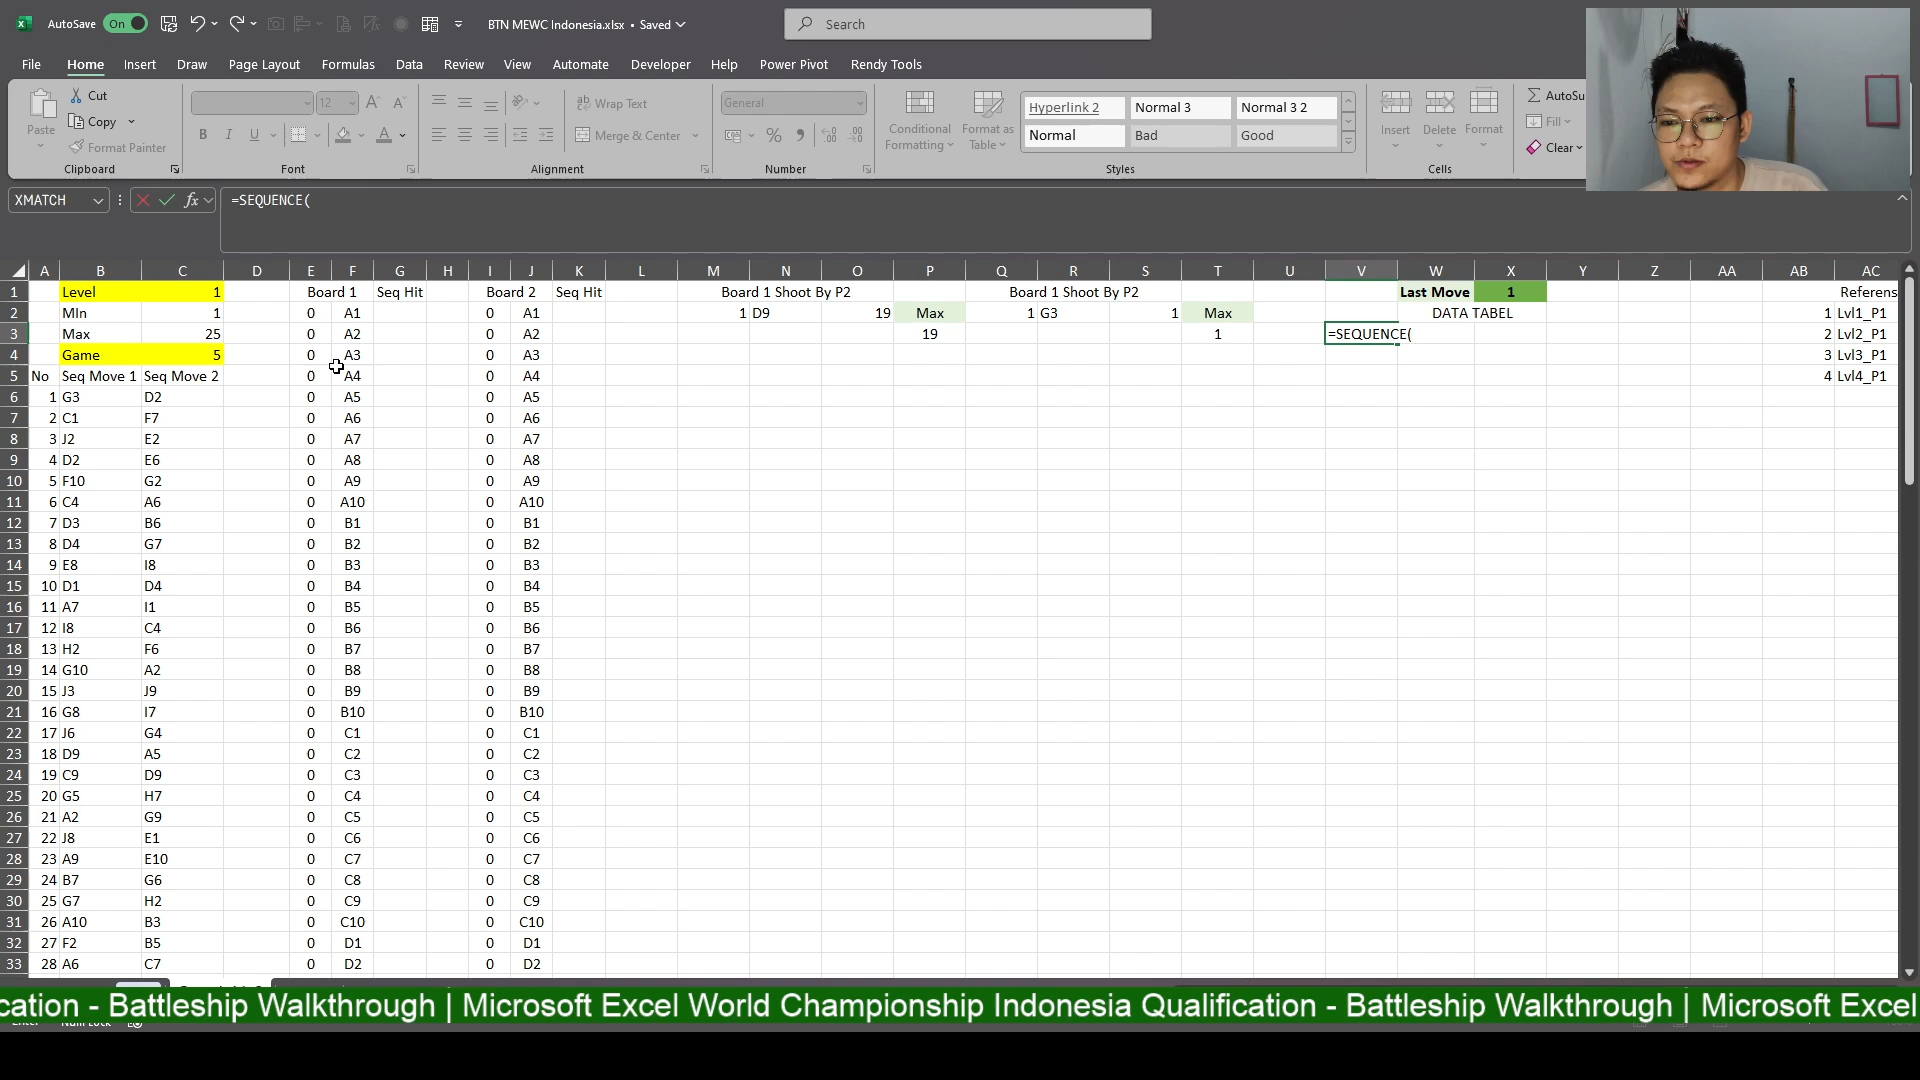 AutoSave On BTN MEWC Indonesia.xlsx • Saved Search
File Home Insert Draw Page Layout Formulas Data Review View Automate Developer Help Power Pivot Rendy Tools
Paste Cut Copy Format Painter Clipboard
12 B I U A A A Font
ab Wrap Text Merge & Center Alignment
General % Number
Conditional Formatting Format as Table
Hyperlink 2 Normal 3 Normal 3 2
Normal Bad Good
Styles
Insert Delete Format Cells
AutoSu
Fill
Clear
XMATCH fx =SEQUENCE(
A B C D E F G H I J K L M N O P Q R S T U V W X Y Z AA AB AC
1 Level 1 Board 1 Seq Hit Board 2 Seq Hit Board 1 Shoot By P2 Board 1 Shoot By P2 Last Move 1 Referens
2 MIn 1 0 A1 0 A1 1 D9 19 Max 1 G3 1 Max DATA TABEL 1 Lvl1_P1
3 Max 25 0 A2 0 A2 19 1 =SEQUENCE( 2 Lvl2_P1
4 Game 5 0 A3 0 A3 3 Lvl3_P1
5 No Seq Move 1 Seq Move 2 0 A4 0 A4 4 Lvl4_P1
6 1 G3 D2 0 A5 0 A5
7 2 C1 F7 0 A6 0 A6
8 3 J2 E2 0 A7 0 A7
9 4 D2 E6 0 A8 0 A8
10 5 F10 G2 0 A9 0 A9
11 6 C4 A6 0 A10 0 A10
12 7 D3 B6 0 B1 0 B1
13 8 D4 G7 0 B2 0 B2
14 9 E8 I8 0 B3 0 B3
15 10 D1 D4 0 B4 0 B4
16 11 A7 I1 0 B5 0 B5
17 12 I8 C4 0 B6 0 B6
18 13 H2 F6 0 B7 0 B7
19 14 G10 A2 0 B8 0 B8
20 15 J3 J9 0 B9 0 B9
21 16 G8 I7 0 B10 0 B10
22 17 J6 G4 0 C1 0 C1
23 18 D9 A5 0 C2 0 C2
24 19 C9 D9 0 C3 0 C3
25 20 G5 H7 0 C4 0 C4
26 21 A2 G9 0 C5 0 C5
27 22 J8 E1 0 C6 0 C6
28 23 A9 E10 0 C7 0 C7
29 24 B7 G6 0 C8 0 C8
30 25 G7 H2 0 C9 0 C9
31 26 A10 B3 0 C10 0 C10
32 27 F2 B5 0 D1 0 D1
33 28 A6 C7 0 D2 0 D2
cation - Battleship Walkthrough | Microsoft Excel World Championship Indonesia Qualification - Battleship Walkthrough | Microsoft Excel